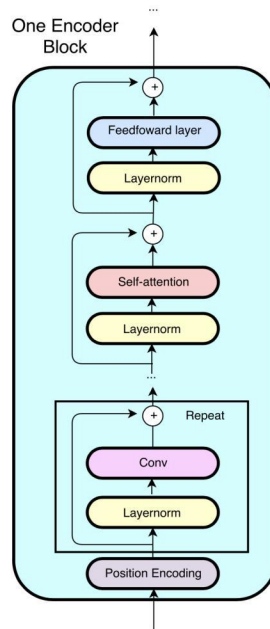 ...
One Encoder
Block
+
Feedfoward layer
Layernorm
+
Self-attention
Layernorm
...
+
Repeat
Conv
Layernorm
Position Encoding